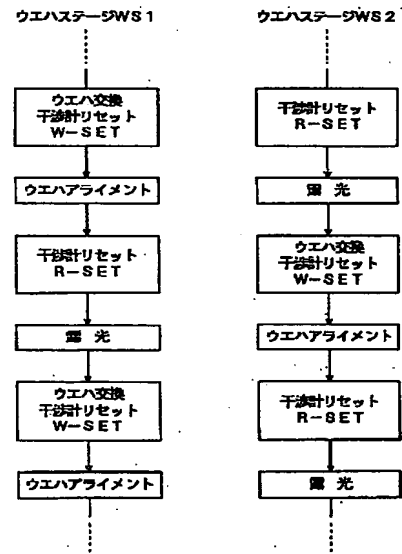 ウエハステージWS1
ウエハ交換
干渉計リセット
W-SET
ウエハアライメント
干渉計リセット
R-SET
露 光
ウエハ交換
干渉計リセット
W-SET
ウエハアライメント
ウエハステージWS2
干渉計リセット
R-SET
露 光
ウエハ交換
干渉計リセット
W-SET
ウエハアライメント
干渉計リセット
R-SET
露 光